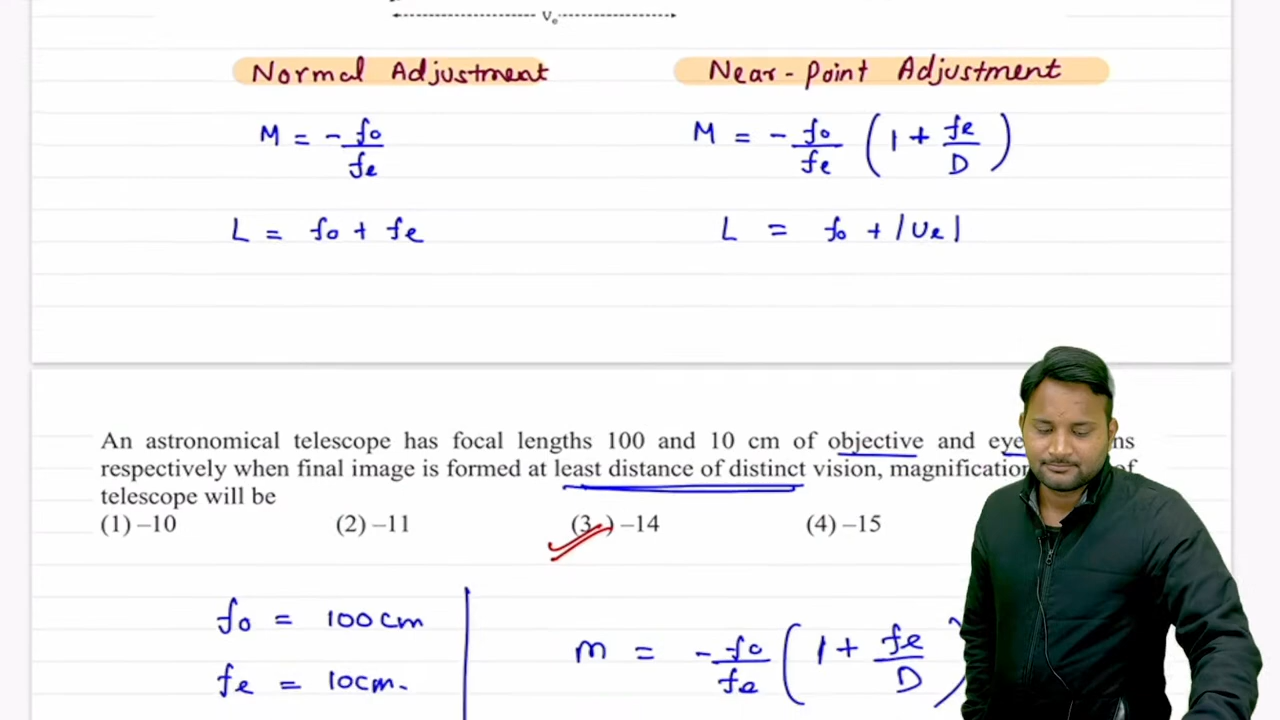 Ve
Normal Adjustment
Near-Point Adjustment
M = - fo/fe
M = - fo/fe (1 + fe/D)
L = fo + fe
L = fo + |Ue|
An astronomical telescope has focal lengths 100 and 10 cm of objective and
respectively when final image is formed at least distance of distinct vision, magnification of
telescope will be
(1) –10 (2) –11 (3) –14 (4) –15
fo = 100cm
m = - fo/fe (1 + fe/D)
fe = 10cm.